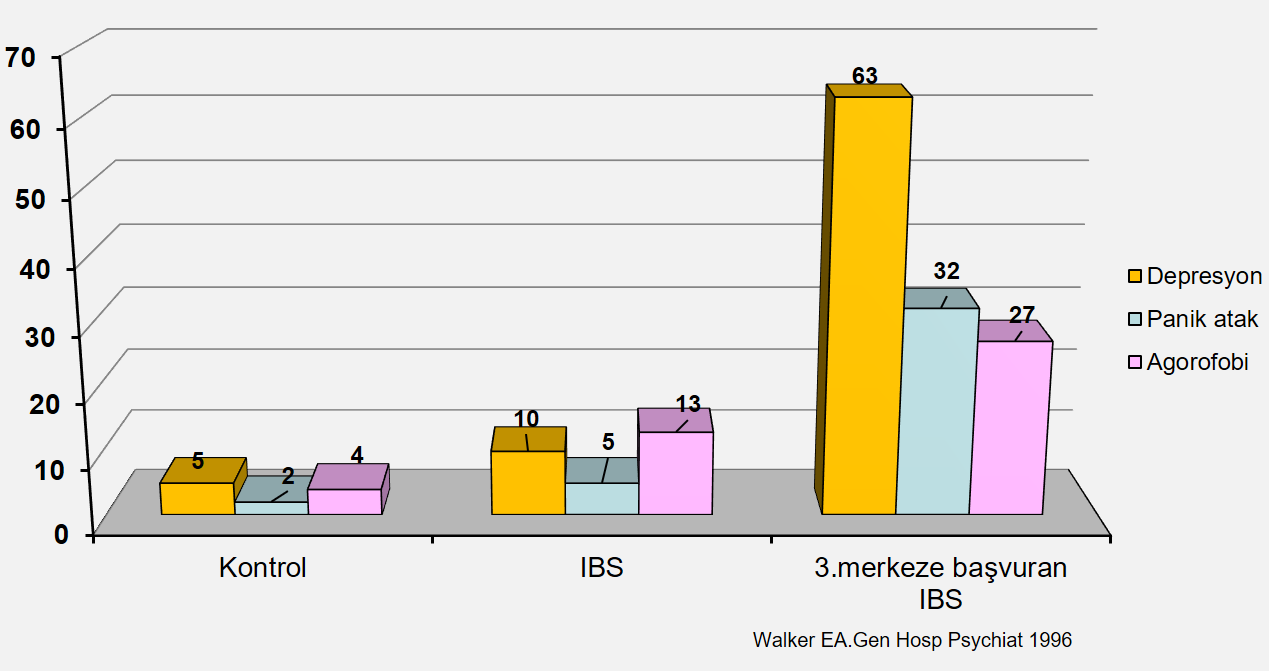 70
60
50
40
30
20
10
0
5
2
4
10
5
13
63
32
27
Kontrol
IBS
3.merkeze başvuran
IBS
Depresyon
Panik atak
Agorofobi
Walker EA.Gen Hosp Psychiat 1996